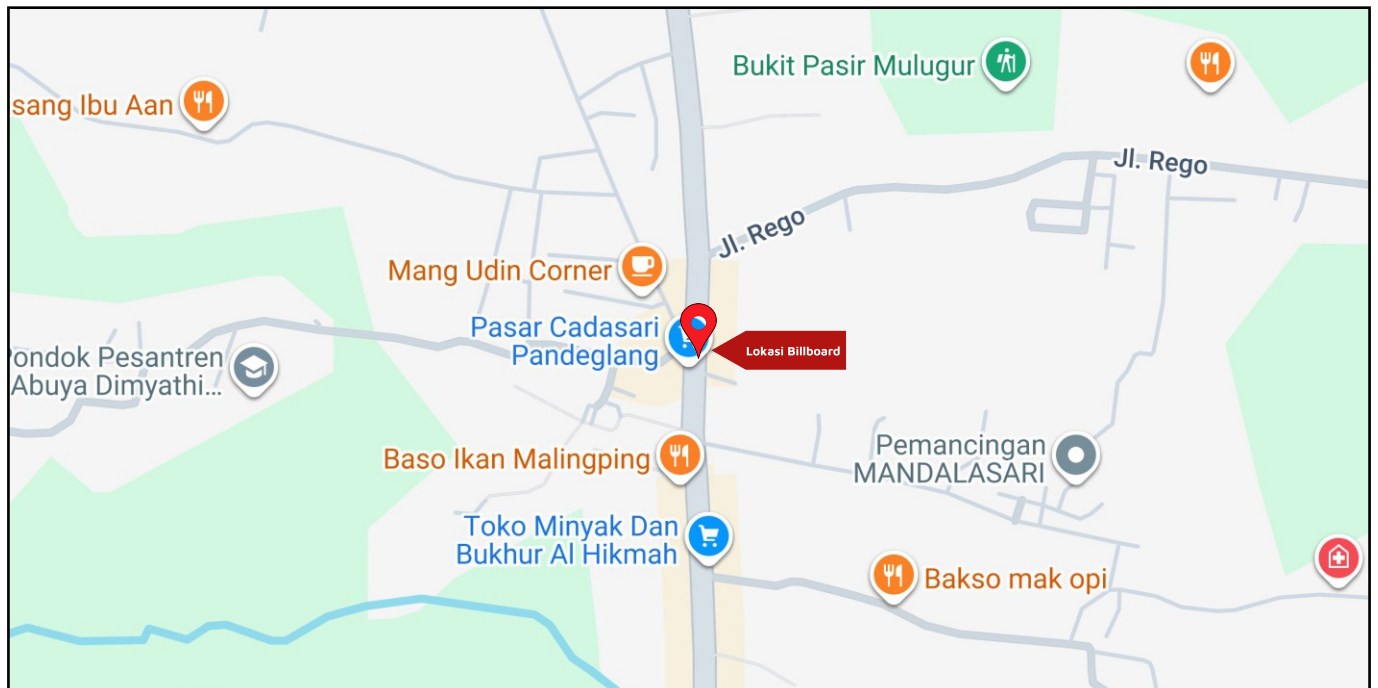 Bukit Pasir Mulugur
sang Ibu Aan
Jl. Rego
Jl. Rego
Mang Udin Corner
Pasar Cadasari
Pandeglang
Lokasi Billboard
Pondok Pesantren
Abuya Dimyathi...
Baso Ikan Malingping
Pemancingan
MANDALASARI
Toko Minyak Dan
Bukhur Al Hikmah
Bakso mak opi